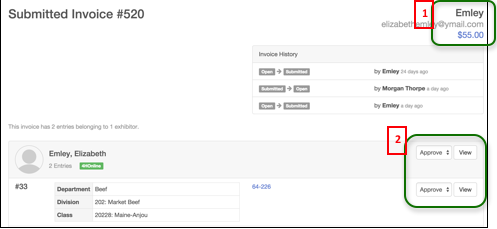 Submitted Invoice #520
1
Emley
elizabethemley@ymail.com
$55.00
Invoice History
Open → Submitted by Emley 24 days ago
Submitted → Open by Morgan Thorpe a day ago
Open → Submitted by Emley a day ago
This invoice has 2 entries belonging to 1 exhibitor.
2
Emley, Elizabeth
2 Entries
Approve View
#33
Department Beef
64-226
Approve View
Division 202: Market Beef
Class 20228: Maine-Anjou